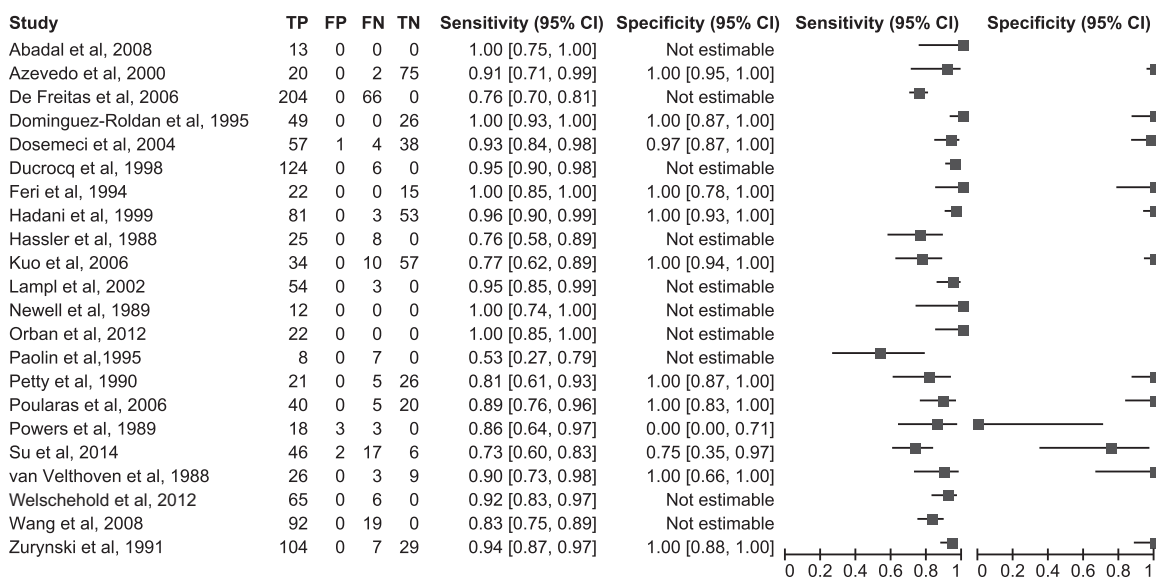 Study TP FP FN TN Sensitivity (95% CI) Specificity (95% CI) Sensitivity (95% CI) Specificity (95% CI)
Abadal et al, 2008 13 0 0 0 1.00 [0.75, 1.00] Not estimable
Azevedo et al, 2000 20 0 2 75 0.91 [0.71, 0.99] 1.00 [0.95, 1.00]
De Freitas et al, 2006 204 0 66 0 0.76 [0.70, 0.81] Not estimable
Dominguez-Roldan et al, 1995 49 0 0 26 1.00 [0.93, 1.00] 1.00 [0.87, 1.00]
Dosemeci et al, 2004 57 1 4 38 0.93 [0.84, 0.98] 0.97 [0.87, 1.00]
Ducrocq et al, 1998 124 0 6 0 0.95 [0.90, 0.98] Not estimable
Feri et al, 1994 22 0 0 15 1.00 [0.85, 1.00] 1.00 [0.78, 1.00]
Hadani et al, 1999 81 0 3 53 0.96 [0.90, 0.99] 1.00 [0.93, 1.00]
Hassler et al, 1988 25 0 8 0 0.76 [0.58, 0.89] Not estimable
Kuo et al, 2006 34 0 10 57 0.77 [0.62, 0.89] 1.00 [0.94, 1.00]
Lampl et al, 2002 54 0 3 0 0.95 [0.85, 0.99] Not estimable
Newell et al, 1989 12 0 0 0 1.00 [0.74, 1.00] Not estimable
Orban et al, 2012 22 0 0 0 1.00 [0.85, 1.00] Not estimable
Paolin et al,1995 8 0 7 0 0.53 [0.27, 0.79] Not estimable
Petty et al, 1990 21 0 5 26 0.81 [0.61, 0.93] 1.00 [0.87, 1.00]
Poularas et al, 2006 40 0 5 20 0.89 [0.76, 0.96] 1.00 [0.83, 1.00]
Powers et al, 1989 18 3 3 0 0.86 [0.64, 0.97] 0.00 [0.00, 0.71]
Su et al, 2014 46 2 17 6 0.73 [0.60, 0.83] 0.75 [0.35, 0.97]
van Velthoven et al, 1988 26 0 3 9 0.90 [0.73, 0.98] 1.00 [0.66, 1.00]
Welschehold et al, 2012 65 0 6 0 0.92 [0.83, 0.97] Not estimable
Wang et al, 2008 92 0 19 0 0.83 [0.75, 0.89] Not estimable
Zurynski et al, 1991 104 0 7 29 0.94 [0.87, 0.97] 1.00 [0.88, 1.00]
0 0.2 0.4 0.6 0.8 1 0 0.2 0.4 0.6 0.8 1